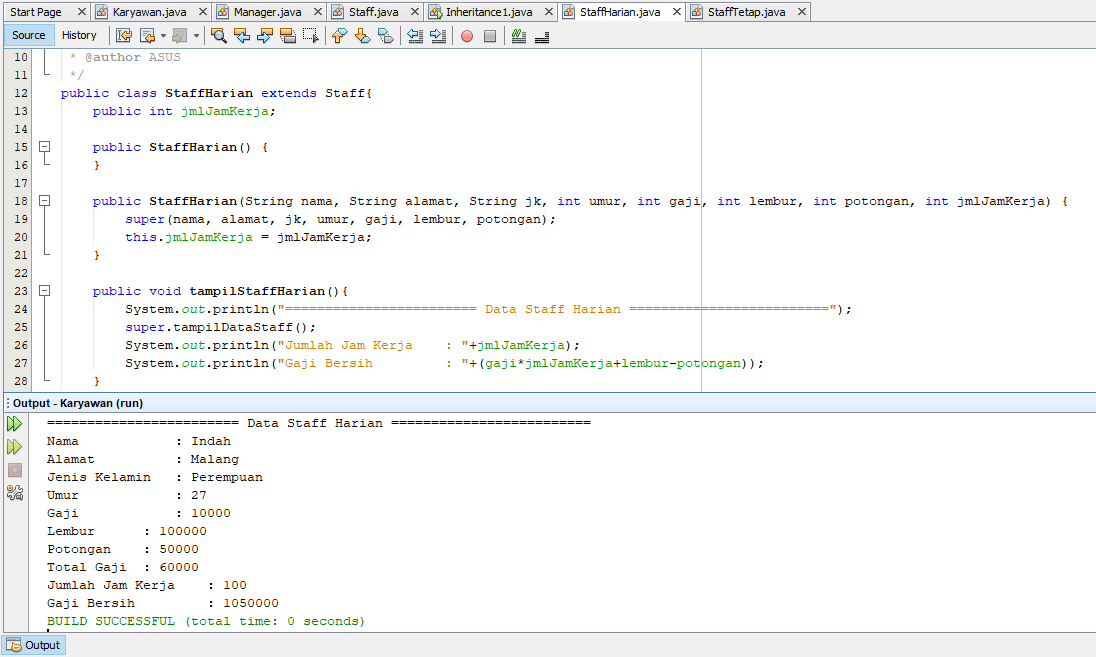 Start Page Karyawan.java Manager.java Staff.java Inheritance1.java StaffHarian.java StaffTetap.java
Source History
10 * @author ASUS
11 */
12 public class StaffHarian extends Staff{
13 public int jmlJamKerja;
14
15 public StaffHarian() {
16 }
17
18 public StaffHarian(String nama, String alamat, String jk, int umur, int gaji, int lembur, int potongan, int jmlJamKerja) {
19 super(nama, alamat, jk, umur, gaji, lembur, potongan);
20 this.jmlJamKerja = jmlJamKerja;
21 }
22
23 public void tampilStaffHarian(){
24 System.out.println("======================== Data Staff Harian =========================");
25 super.tampilDataStaff();
26 System.out.println("Jumlah Jam Kerja    : "+jmlJamKerja);
27 System.out.println("Gaji Bersih         : "+(gaji*jmlJamKerja+lembur-potongan));
28 }
Output - Karyawan (run)
======================== Data Staff Harian =========================
Nama            : Indah
Alamat          : Malang
Jenis Kelamin   : Perempuan
Umur            : 27
Gaji            : 10000
Lembur      : 100000
Potongan    : 50000
Total Gaji  : 60000
Jumlah Jam Kerja    : 100
Gaji Bersih         : 1050000
BUILD SUCCESSFUL (total time: 0 seconds)
Output